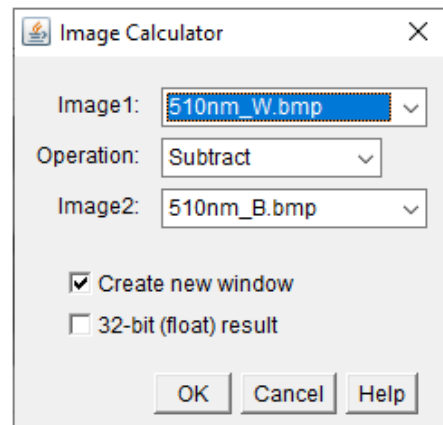 Image Calculator
Image1: 510nm_W.bmp
Operation: Subtract
Image2: 510nm_B.bmp
Create new window
32-bit (float) result
OK Cancel Help